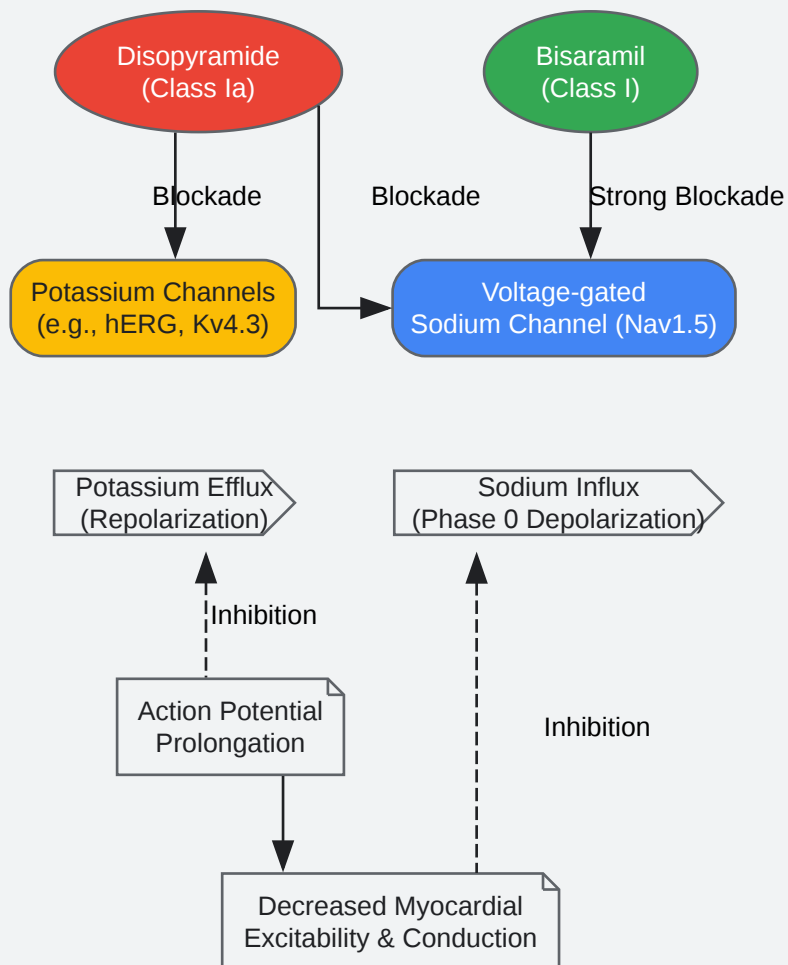 Disopyramide
(Class Ia)
Bisaramil
(Class I)
Blockade
Blockade
Strong Blockade
Potassium Channels
(e.g., hERG, Kv4.3)
Voltage-gated
Sodium Channel (Nav1.5)
Potassium Efflux
(Repolarization)
Sodium Influx
(Phase 0 Depolarization)
Inhibition
Action Potential
Prolongation
Inhibition
Decreased Myocardial
Excitability & Conduction